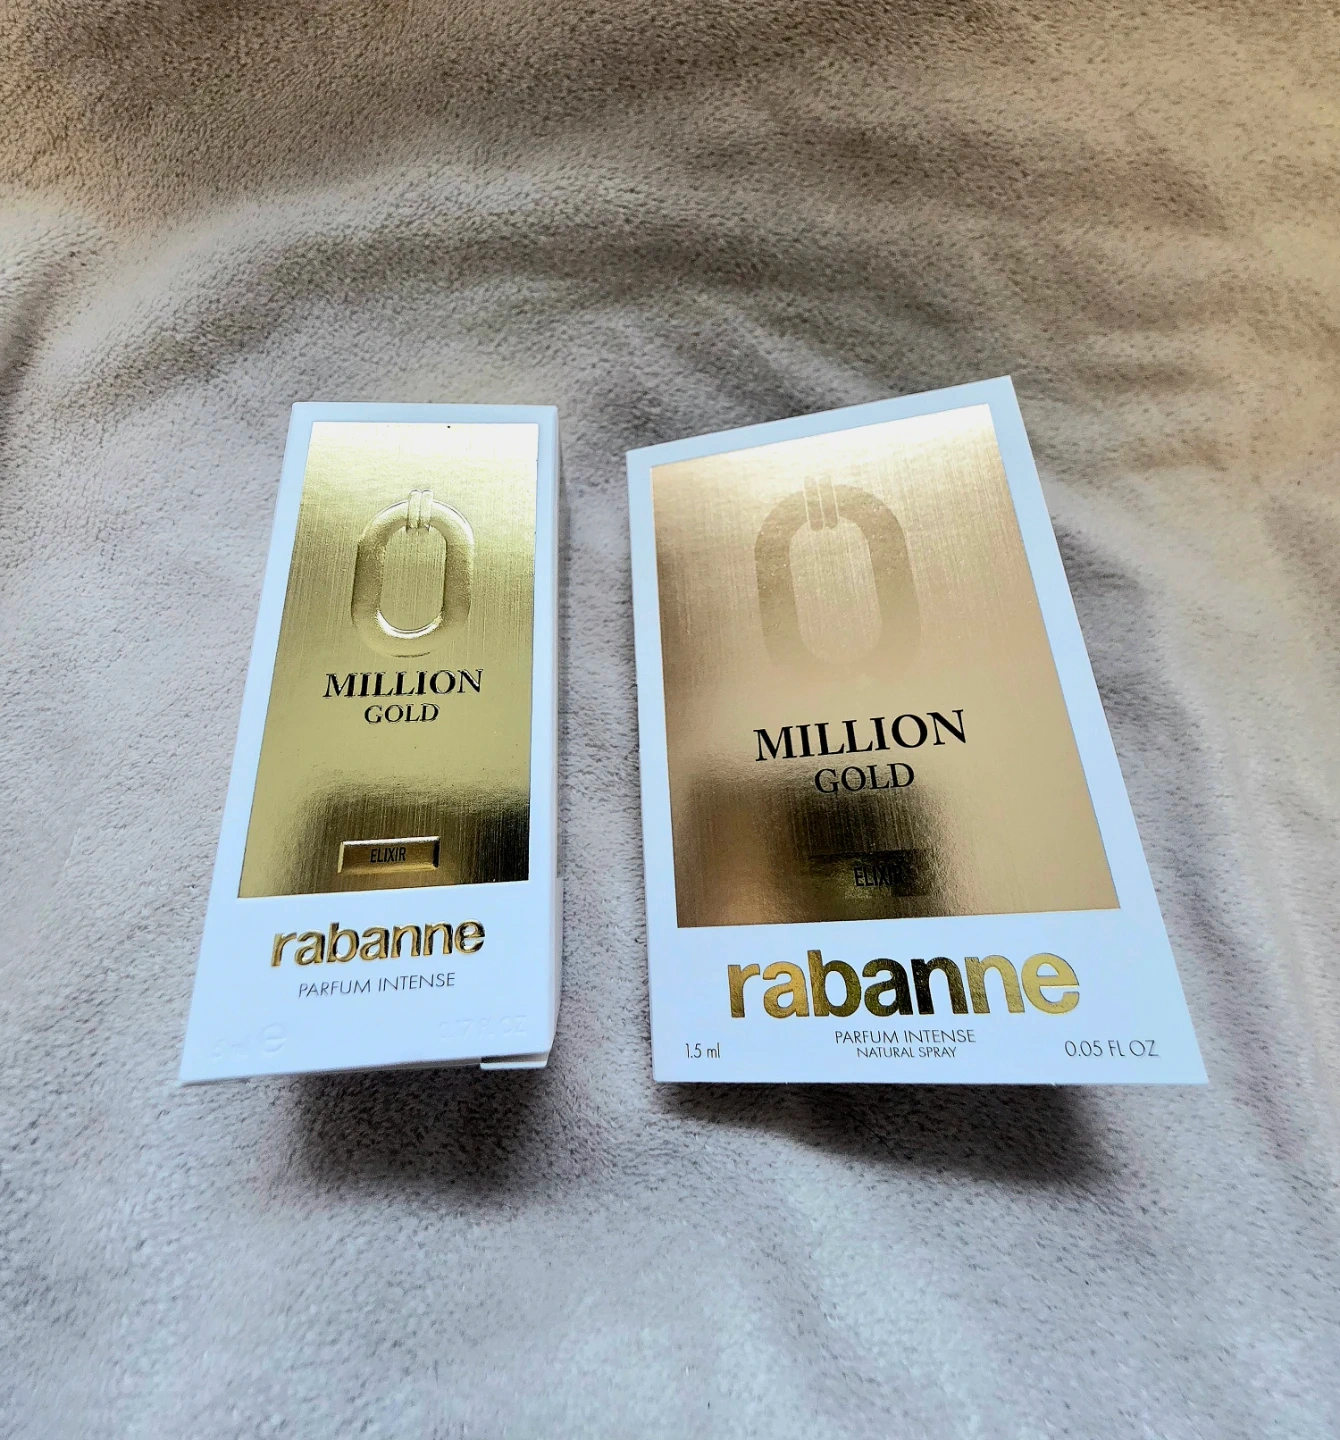 MILLION
GOLD
ELIXIR
rabanne
PARFUM INTENSE
MILLION
GOLD
ELIXIR
rabanne
PARFUM INTENSE
NATURAL SPRAY
1.5 ml
0.05 FL OZ